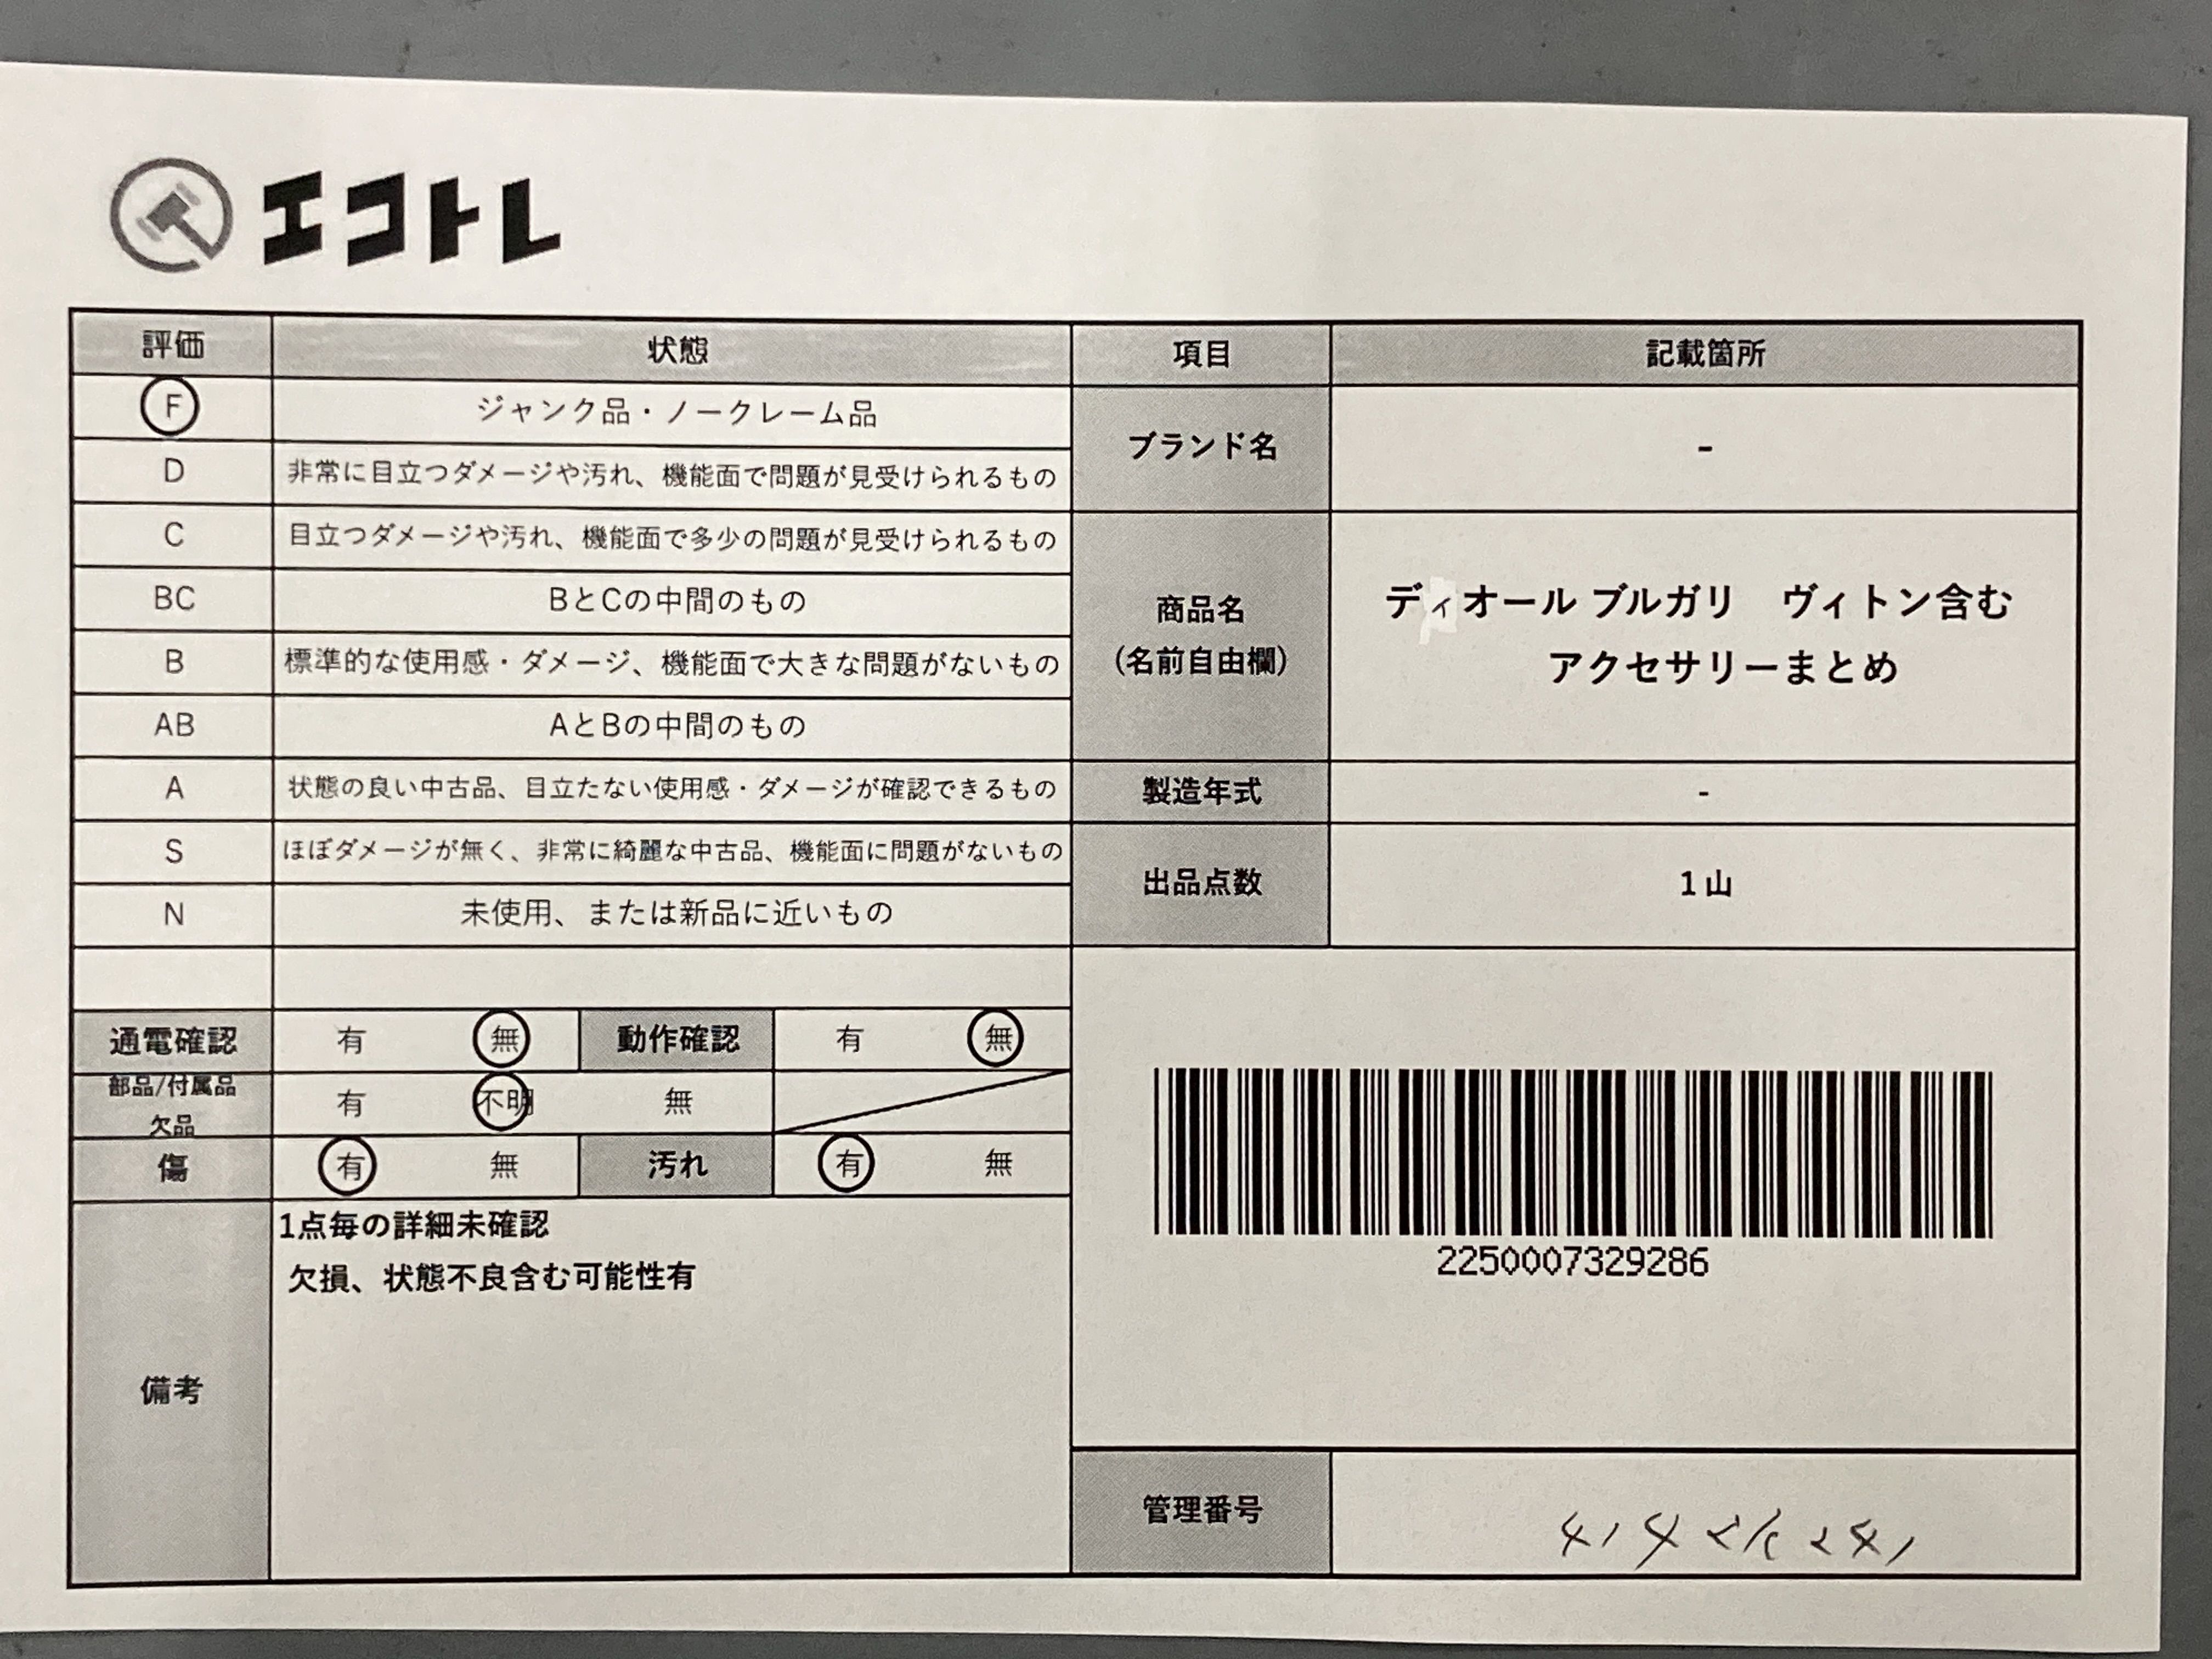 エコトレ
評価 状態 項目 記載箇所
F ジャンク品・ノークレーム品
D 非常に目立つダメージや汚れ、機能面で問題が見受けられるもの
ブランド名 -
C 目立つダメージや汚れ、機能面で多少の問題が見受けられるもの
BC BとCの中間のもの
B 標準的な使用感・ダメージ、機能面で大きな問題がないもの
AB AとBの中間のもの
商品名
(名前自由欄)
ディオール ブルガリ　ヴィトン含む
アクセサリーまとめ
A 状態の良い中古品、目立たない使用感・ダメージが確認できるもの
製造年式 -
S ほぼダメージが無く、非常に綺麗な中古品、機能面に問題がないもの
N 未使用、または新品に近いもの
出品点数 1山
通電確認 有 無 動作確認 有 無
部品/付属品
欠品
有 不明 無
傷 有 無 汚れ 有 無
備考
1点毎の詳細未確認
欠損、状態不良含む可能性有
2250007329286
管理番号